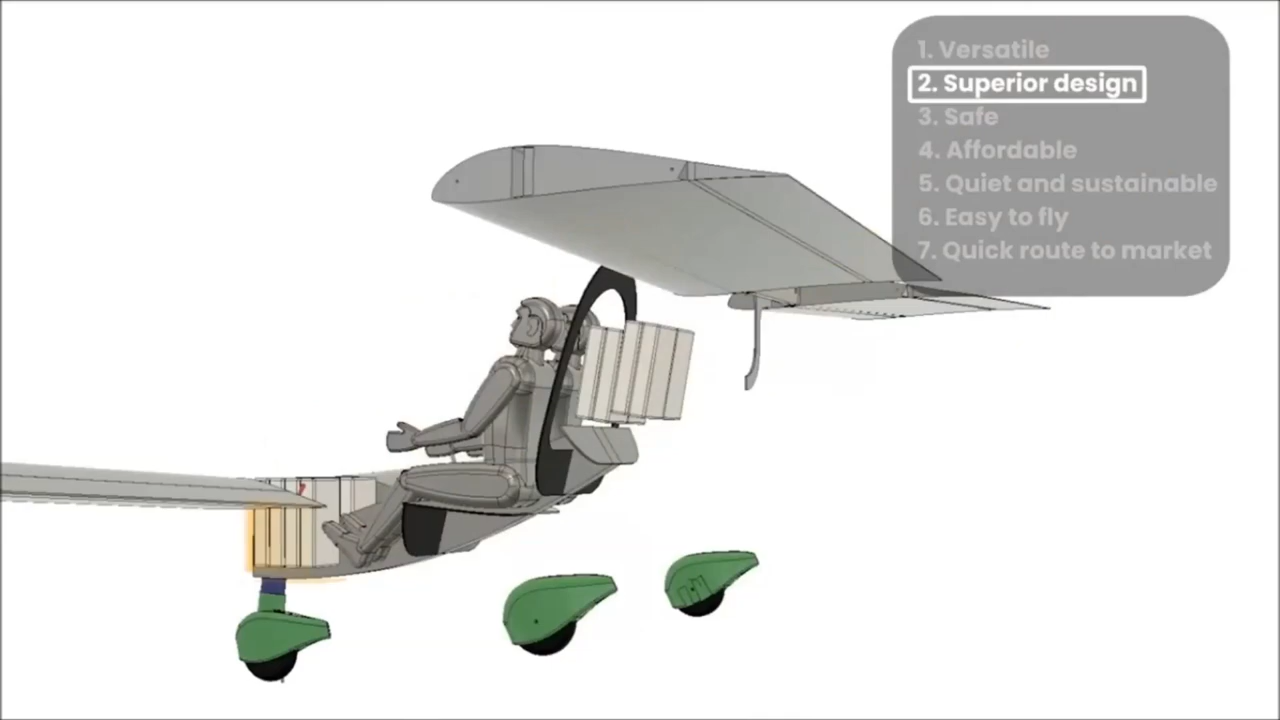 1. Versatile
2. Superior design
3. Safe
4. Affordable
5. Quiet and sustainable
6. Easy to fly
7. Quick route to market